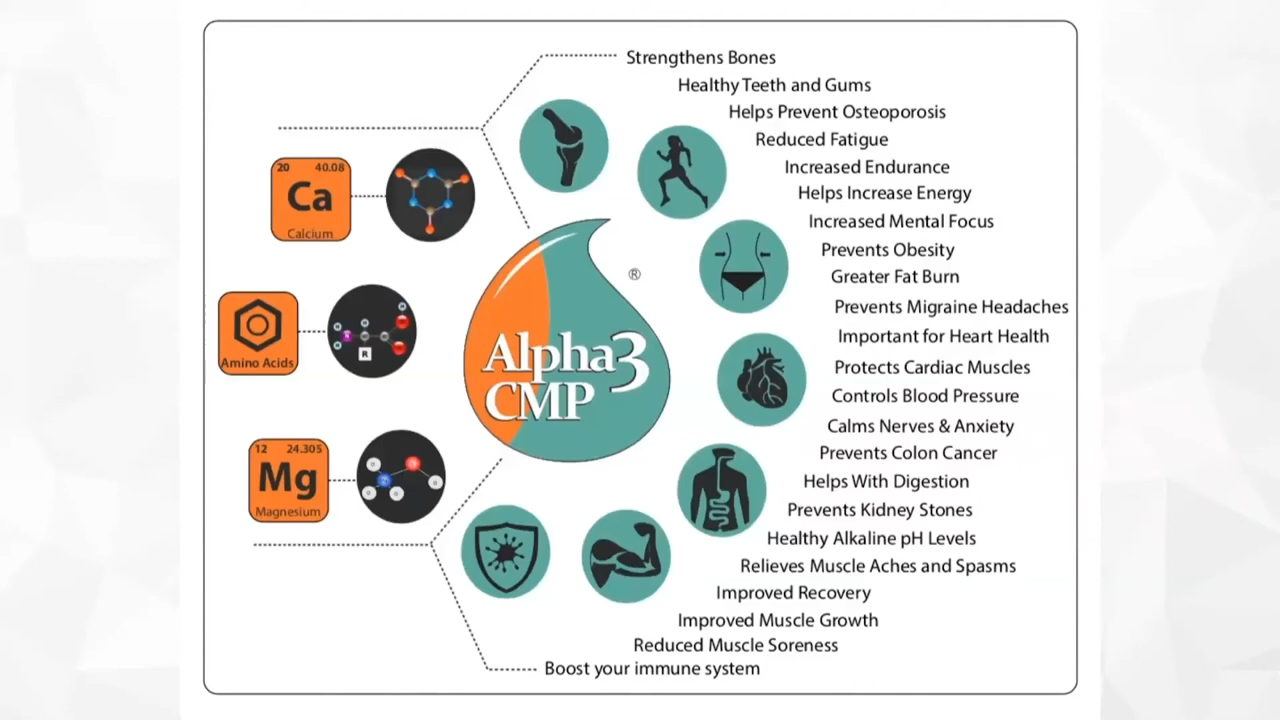 Strengthens Bones
Healthy Teeth and Gums
Helps Prevent Osteoporosis
Reduced Fatigue
Increased Endurance
Helps Increase Energy
Increased Mental Focus
Prevents Obesity
Greater Fat Burn
Prevents Migraine Headaches
Important for Heart Health
Protects Cardiac Muscles
Controls Blood Pressure
Calms Nerves & Anxiety
Prevents Colon Cancer
Helps With Digestion
Prevents Kidney Stones
Healthy Alkaline pH Levels
Relieves Muscle Aches and Spasms
Improved Recovery
Improved Muscle Growth
Reduced Muscle Soreness
Boost your immune system
20 40.08
Ca
Calcium
Amino Acids
R
12 24.305
Mg
Magnesium
®
Alpha3
CMP